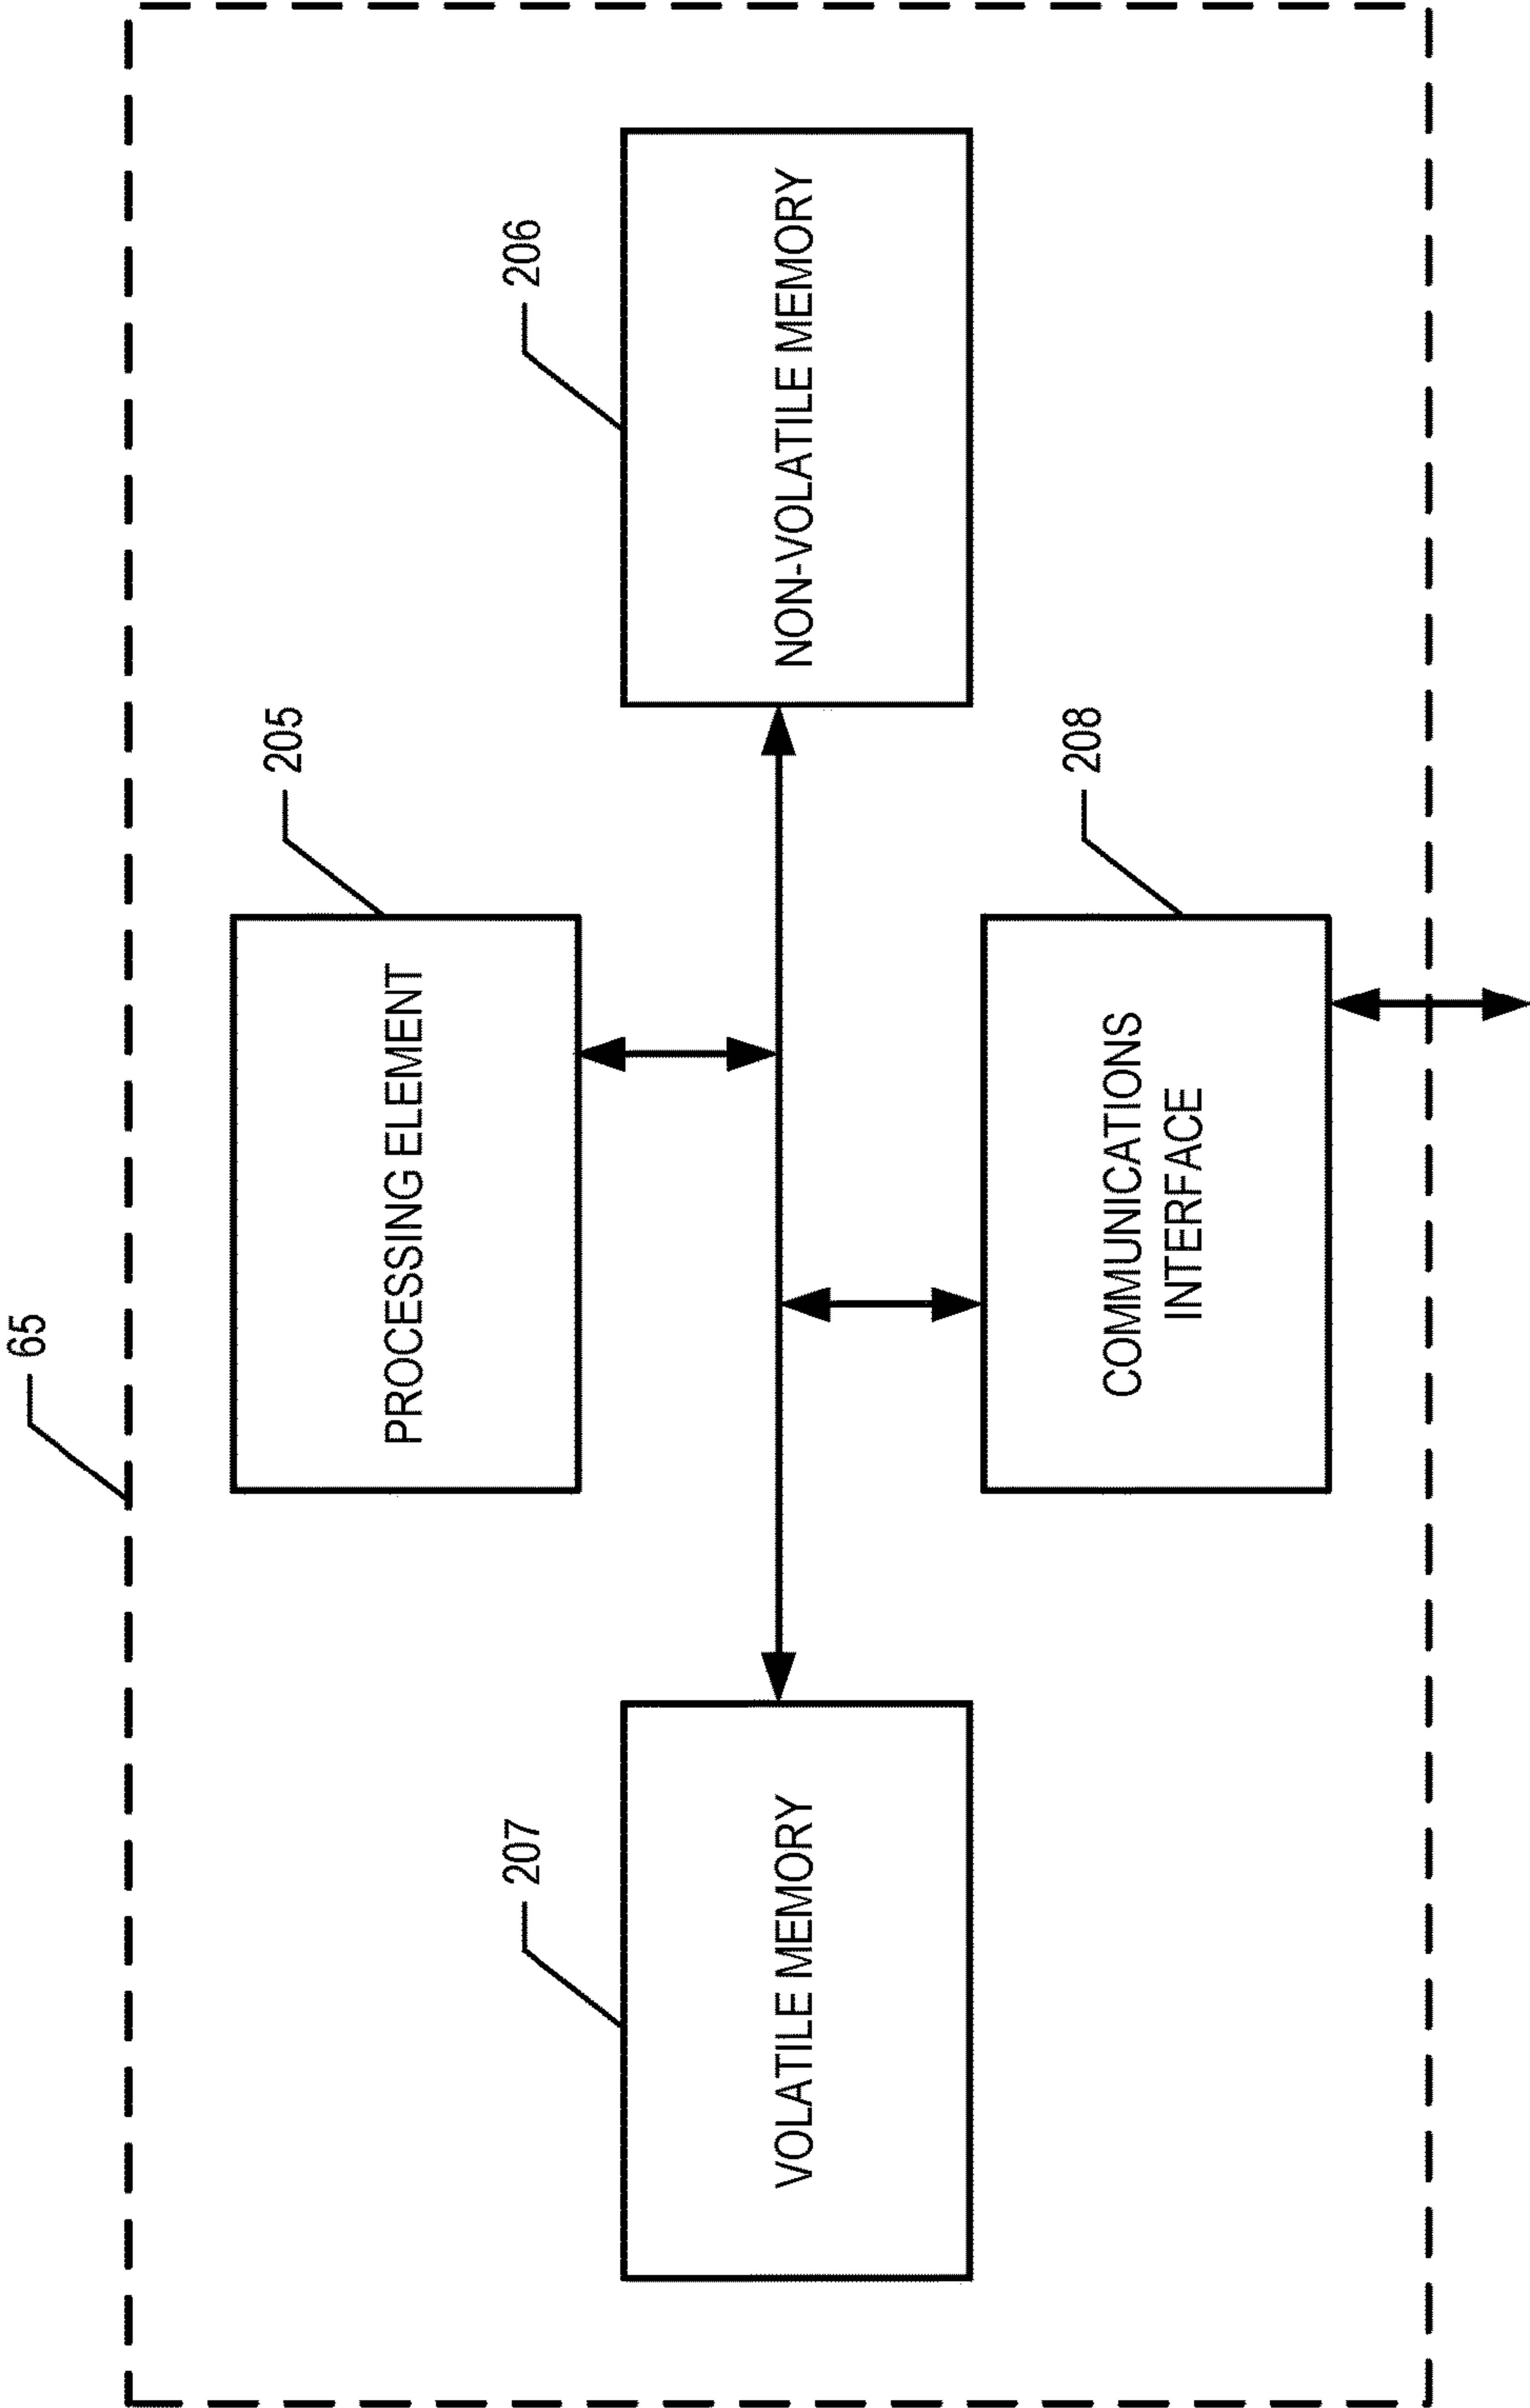 65
205
PROCESSING ELEMENT
207
206
VOLATILE MEMORY
NON-VOLATILE MEMORY
208
COMMUNICATIONS
INTERFACE